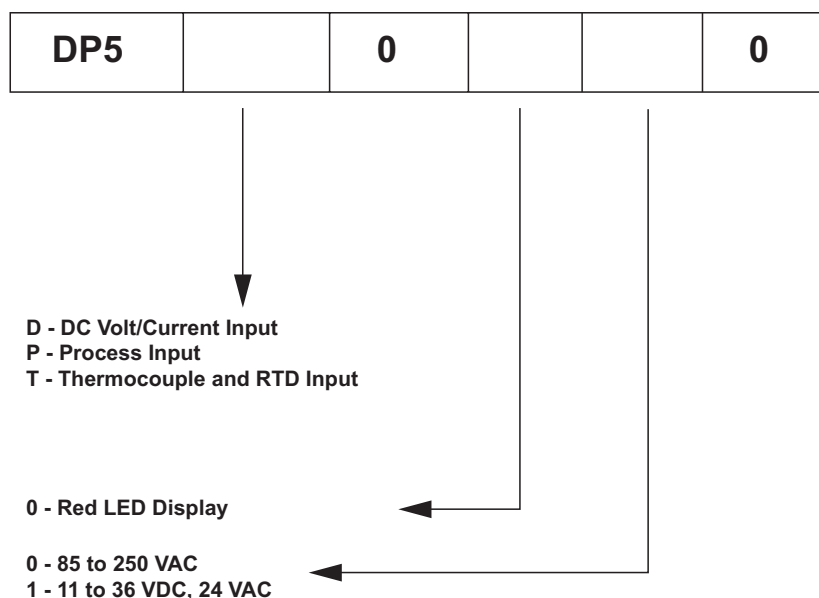 DP5 0 0
D - DC Volt/Current Input
P - Process Input
T - Thermocouple and RTD Input
0 - Red LED Display
0 - 85 to 250 VAC
1 - 11 to 36 VDC, 24 VAC